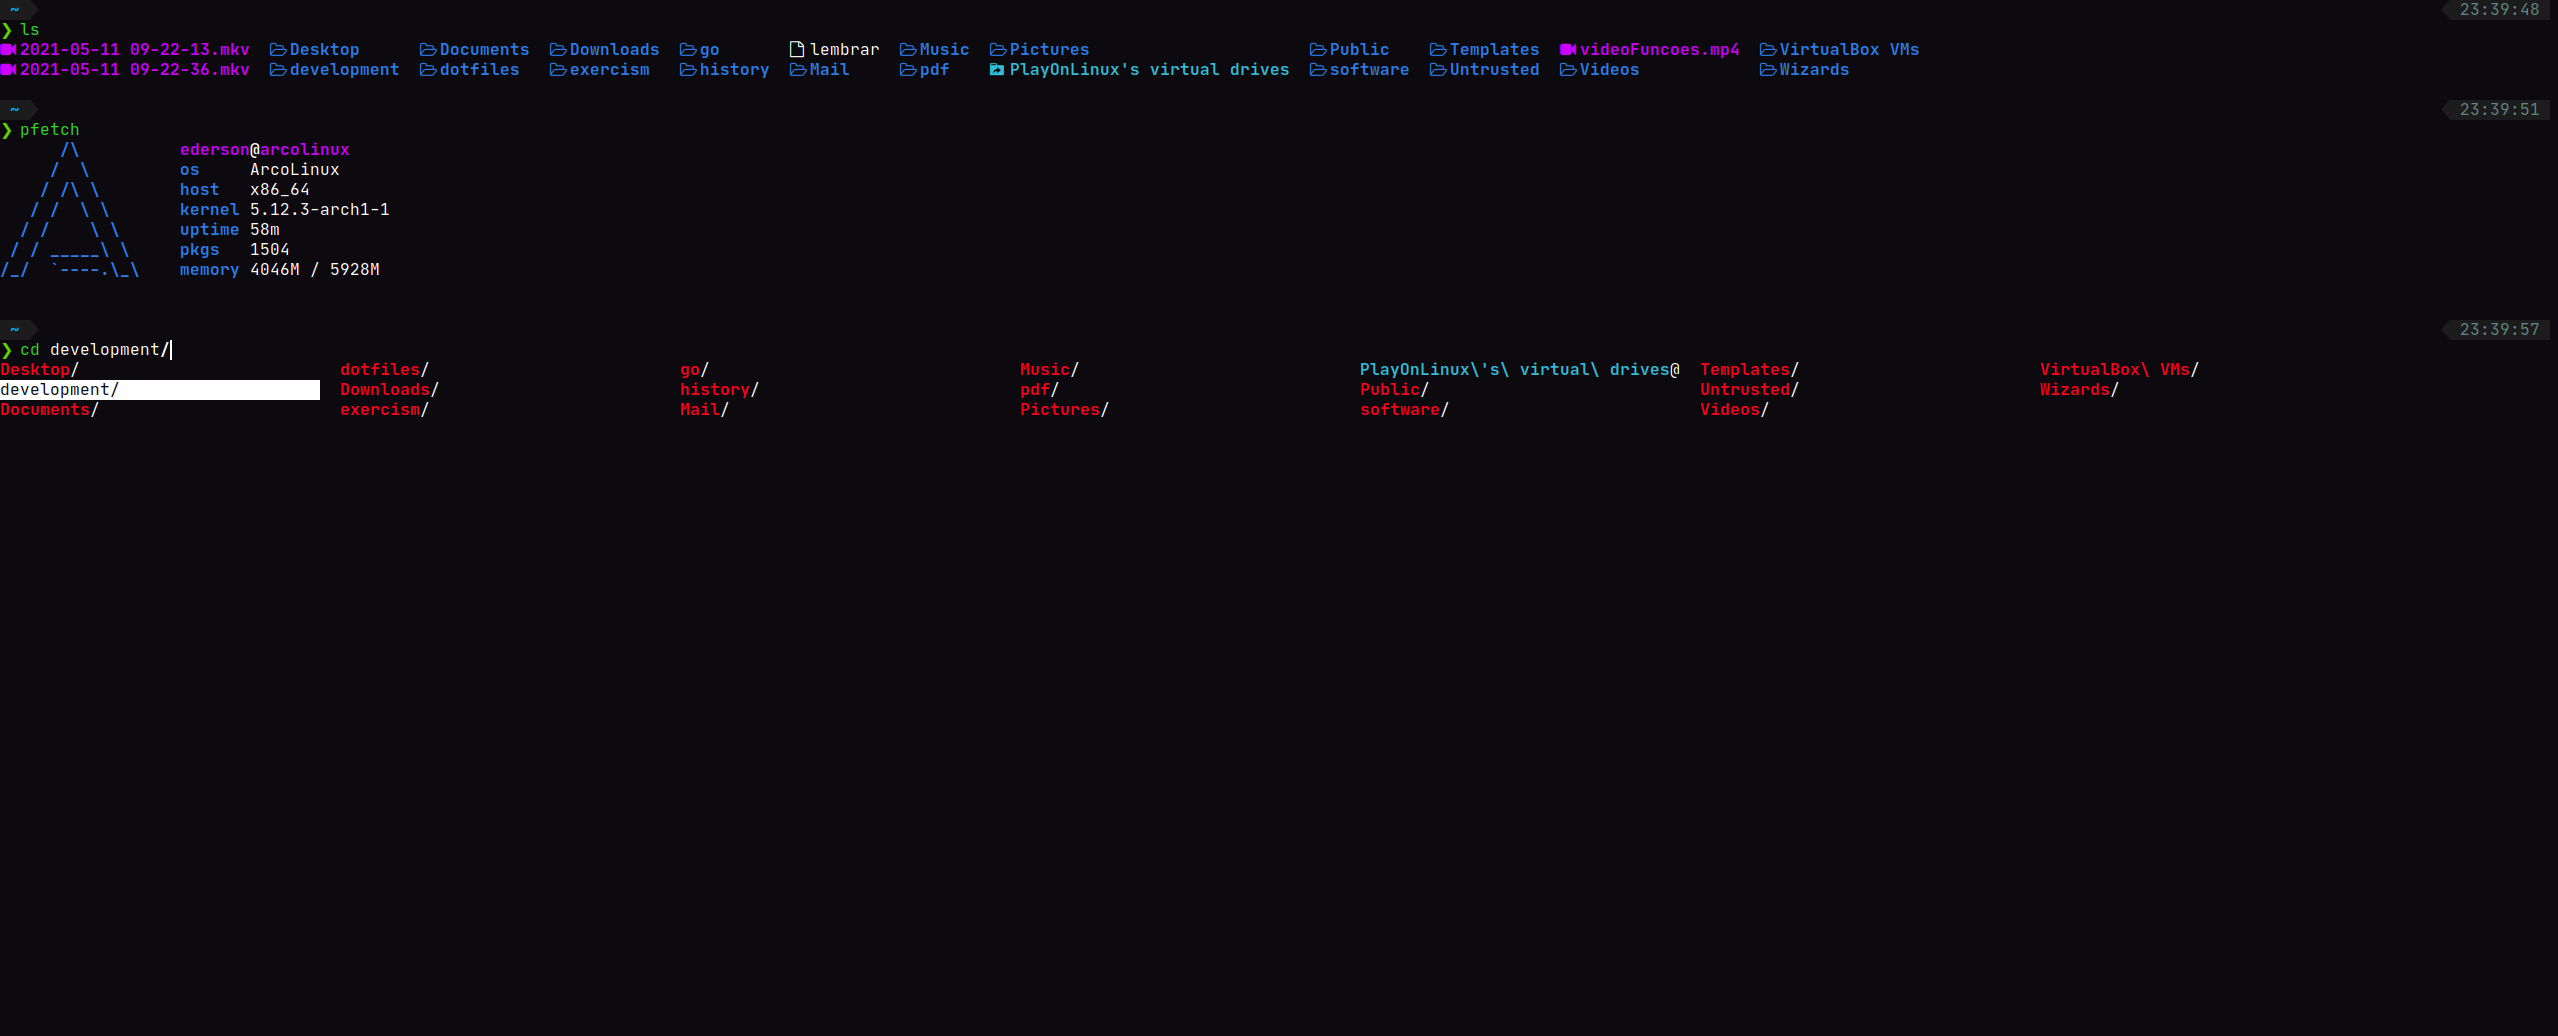 ~ 23:39:48
❯ ls
2021-05-11 09-22-13.mkv Desktop Documents Downloads go lembrar Music Pictures Public Templates videoFuncoes.mp4 VirtualBox VMs
2021-05-11 09-22-36.mkv development dotfiles exercism history Mail pdf PlayOnLinux's virtual drives software Untrusted Videos Wizards
~ 23:39:51
❯ pfetch
      /\          ederson@arcolinux
     /  \         os     ArcoLinux
    / /\ \        host   x86_64
   / /  \ \       kernel 5.12.3-arch1-1
  / /    \ \      uptime 58m
 / / _____\ \     pkgs   1504
/_/  `----.\_\    memory 4046M / 5928M
~ 23:39:57
❯ cd development/
Desktop/ dotfiles/ go/ Music/ PlayOnLinux\'s\ virtual\ drives@ Templates/ VirtualBox\ VMs/
development/ Downloads/ history/ pdf/ Public/ Untrusted/ Wizards/
Documents/ exercism/ Mail/ Pictures/ software/ Videos/